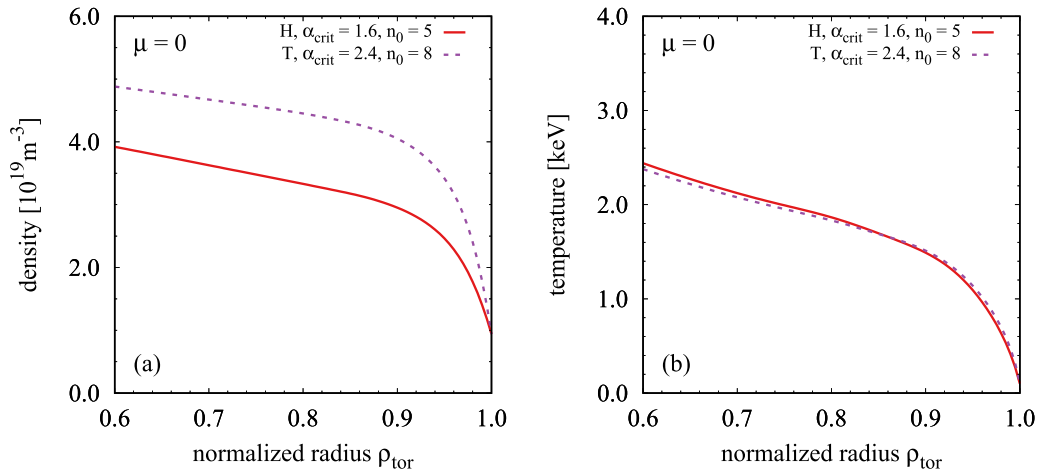 6.0
4.0
2.0
0.0
density [10^19 m^-3]
μ = 0
H, α_crit = 1.6, n_0 = 5
T, α_crit = 2.4, n_0 = 8
(a)
0.6 0.7 0.8 0.9 1.0
normalized radius ρ_tor
4.0
3.0
2.0
1.0
0.0
temperature [keV]
μ = 0
H, α_crit = 1.6, n_0 = 5
T, α_crit = 2.4, n_0 = 8
(b)
0.6 0.7 0.8 0.9 1.0
normalized radius ρ_tor